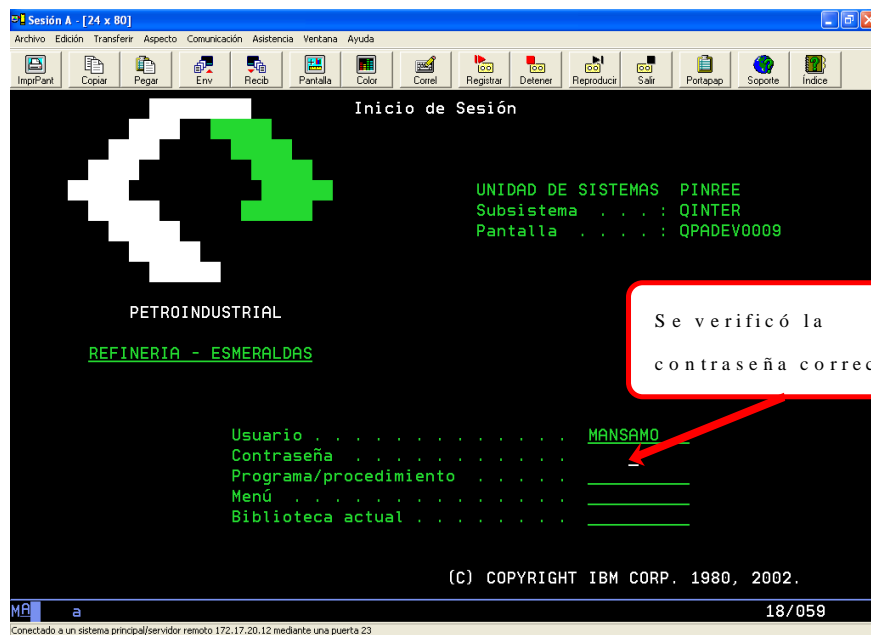 Sesión A - [24 x 80]
Archivo Edición Transferir Aspecto Comunicación Asistencia Ventana Ayuda
ImprPant Copiar Pegar Env Recib Pantalla Color Correl Registrar Detener Reproducir Salir Portapap Soporte Índice
Inicio de Sesión
UNIDAD DE SISTEMAS PINREE
Subsistema . . . : QINTER
Pantalla . . . . : QPADEV0009
PETROINDUSTRIAL
REFINERIA - ESMERALDAS
Se verificó la
contraseña correc
Usuario . . . . . . . . . . . . . MANSAMO
Contraseña . . . . . . . . . . .
Programa/procedimiento . . . . .
Menú . . . . . . . . . . . . . .
Biblioteca actual . . . . . . . .
(C) COPYRIGHT IBM CORP. 1980, 2002.
MA a 18/059
Conectado a un sistema principal/servidor remoto 172.17.20.12 mediante una puerta 23